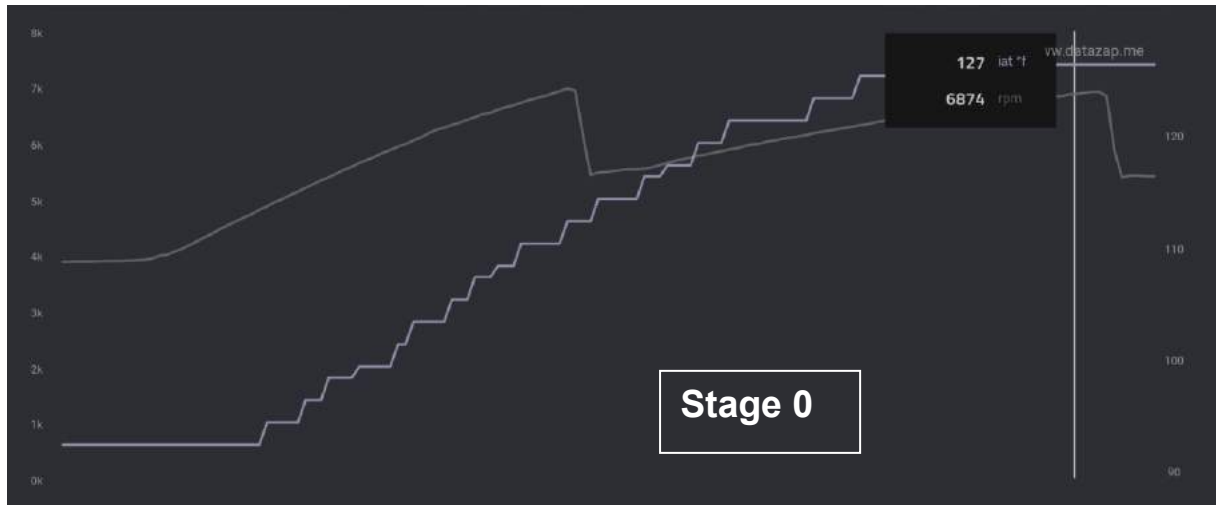 8k
7k
6k
5k
4k
3k
2k
1k
0k
127 iat °f
6874 rpm
w.datazap.me
120
110
100
90
Stage 0